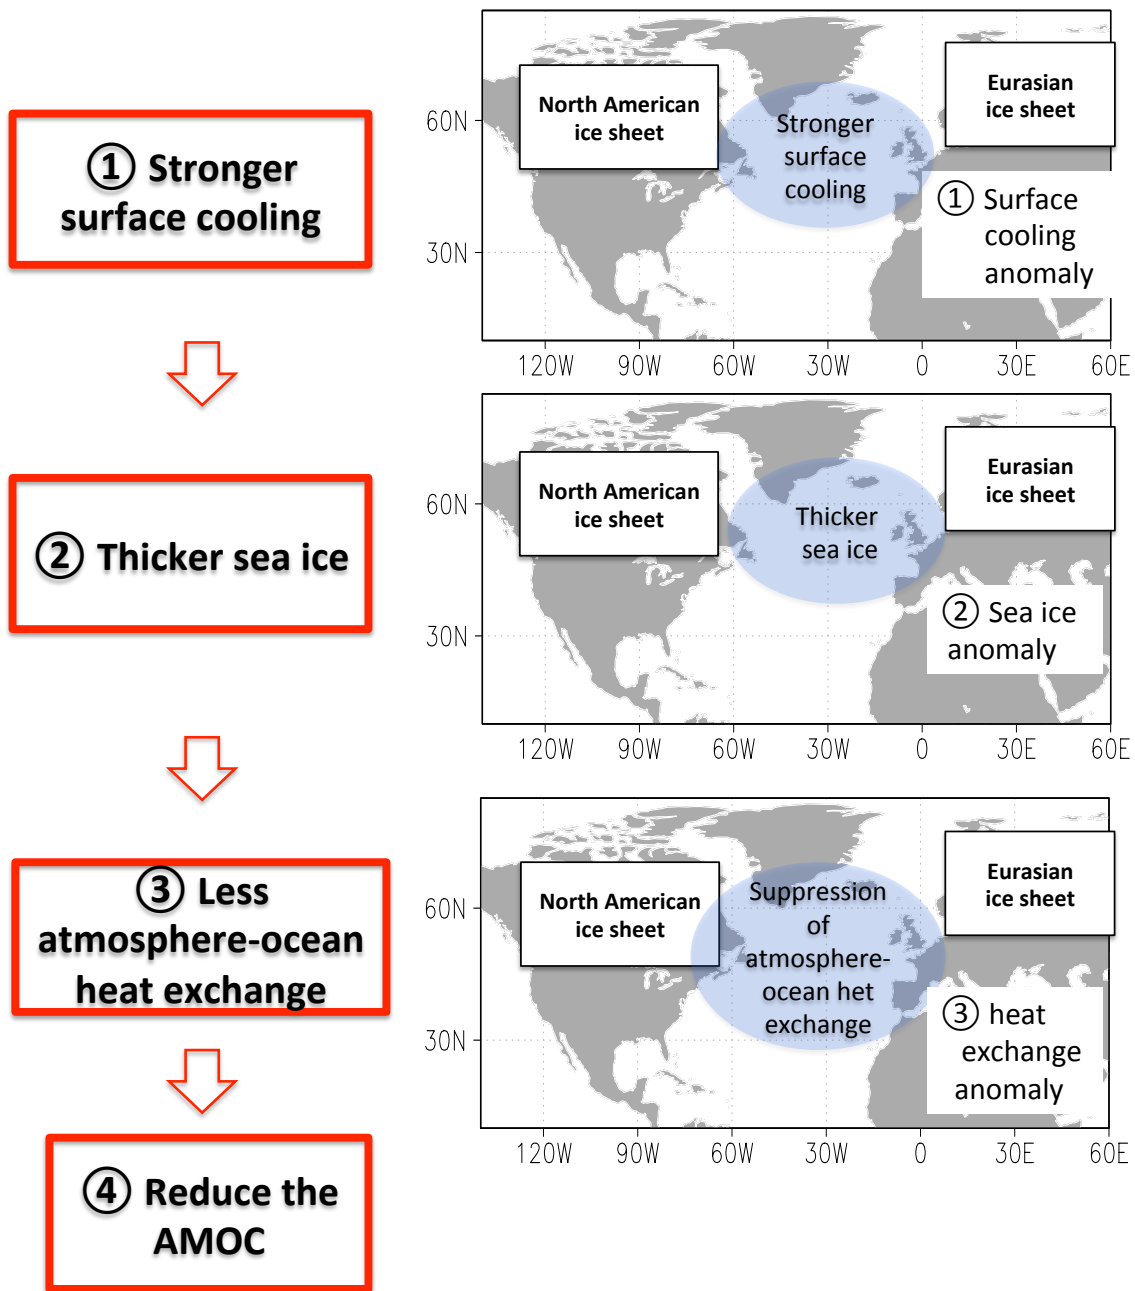 ① Stronger
surface cooling
North American
ice sheet
Eurasian
ice sheet
Stronger
surface
cooling
① Surface
cooling
anomaly
60N
30N
120W 90W 60W 30W 0 30E 60E
② Thicker sea ice
North American
ice sheet
Eurasian
ice sheet
Thicker
sea ice
② Sea ice
anomaly
60N
30N
120W 90W 60W 30W 0 30E 60E
③ Less
atmosphere-ocean
heat exchange
North American
ice sheet
Eurasian
ice sheet
Suppression
of
atmosphere-
ocean het
exchange
③ heat
exchange
anomaly
60N
30N
120W 90W 60W 30W 0 30E 60E
④ Reduce the
AMOC